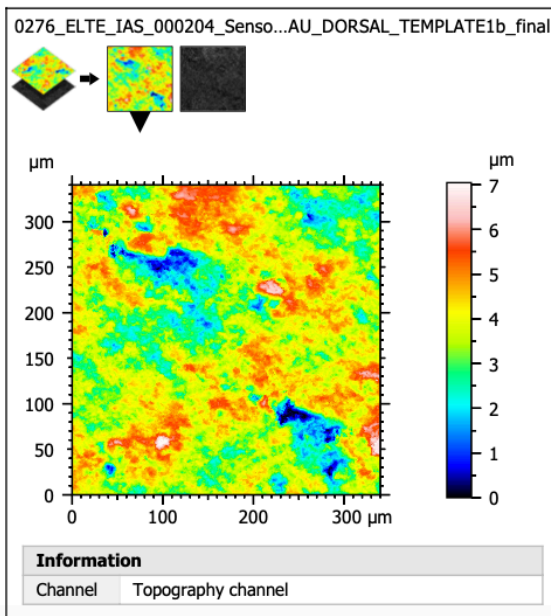 0276_ELTE_IAS_000204_Senso...AU_DORSAL_TEMPLATE1b_final
µm
µm
300
250
200
150
100
50
0
0 100 200 300 µm
7
6
5
4
3
2
1
0
Information
Channel Topography channel